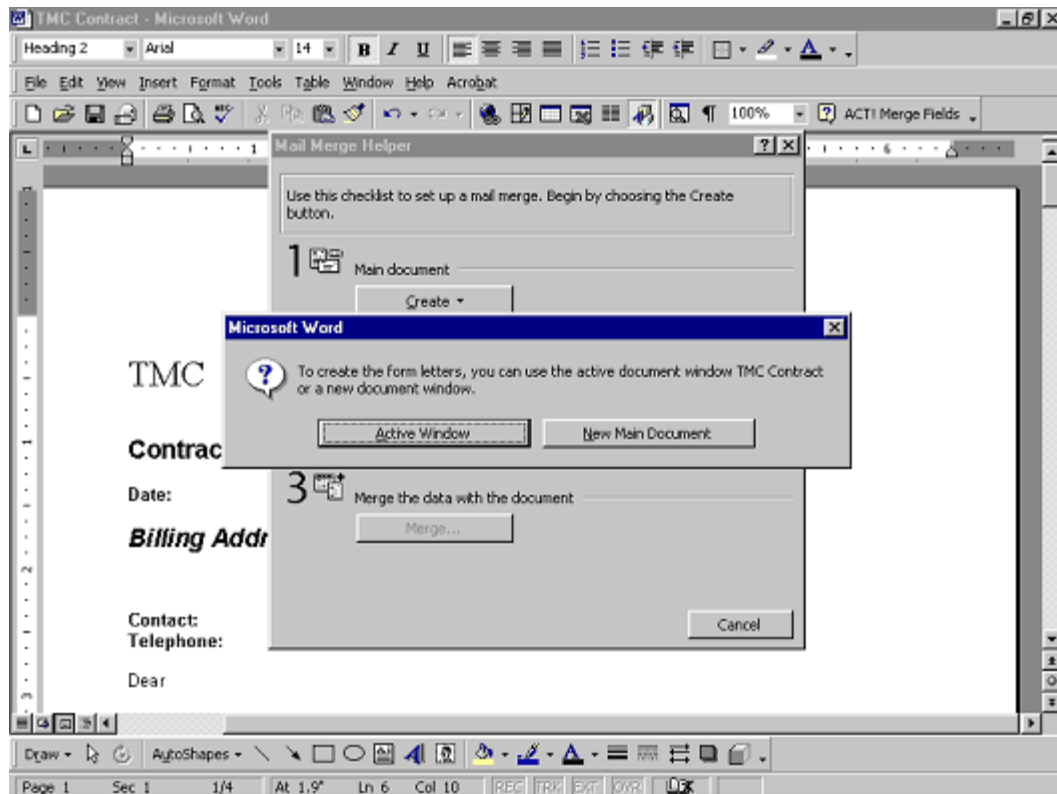 TMC Contract - Microsoft Word
Heading 2 Arial 14 B I U A
File Edit View Insert Format Tools Table Window Help Acrobat
100% ACT! Merge Fields
1 6
Mail Merge Helper
Use this checklist to set up a mail merge. Begin by choosing the Create
button.
1 Main document
Create
Microsoft Word
To create the form letters, you can use the active document window TMC Contract
or a new document window.
Active Window New Main Document
3 Merge the data with the document
Merge...
Cancel
TMC
Contrac
Date:
Billing Addr
Contact:
Telephone:
Dear
Draw AutoShapes A
Page 1 Sec 1 1/4 At 1.9" Ln 6 Col 10 REC TRK EXT OVR